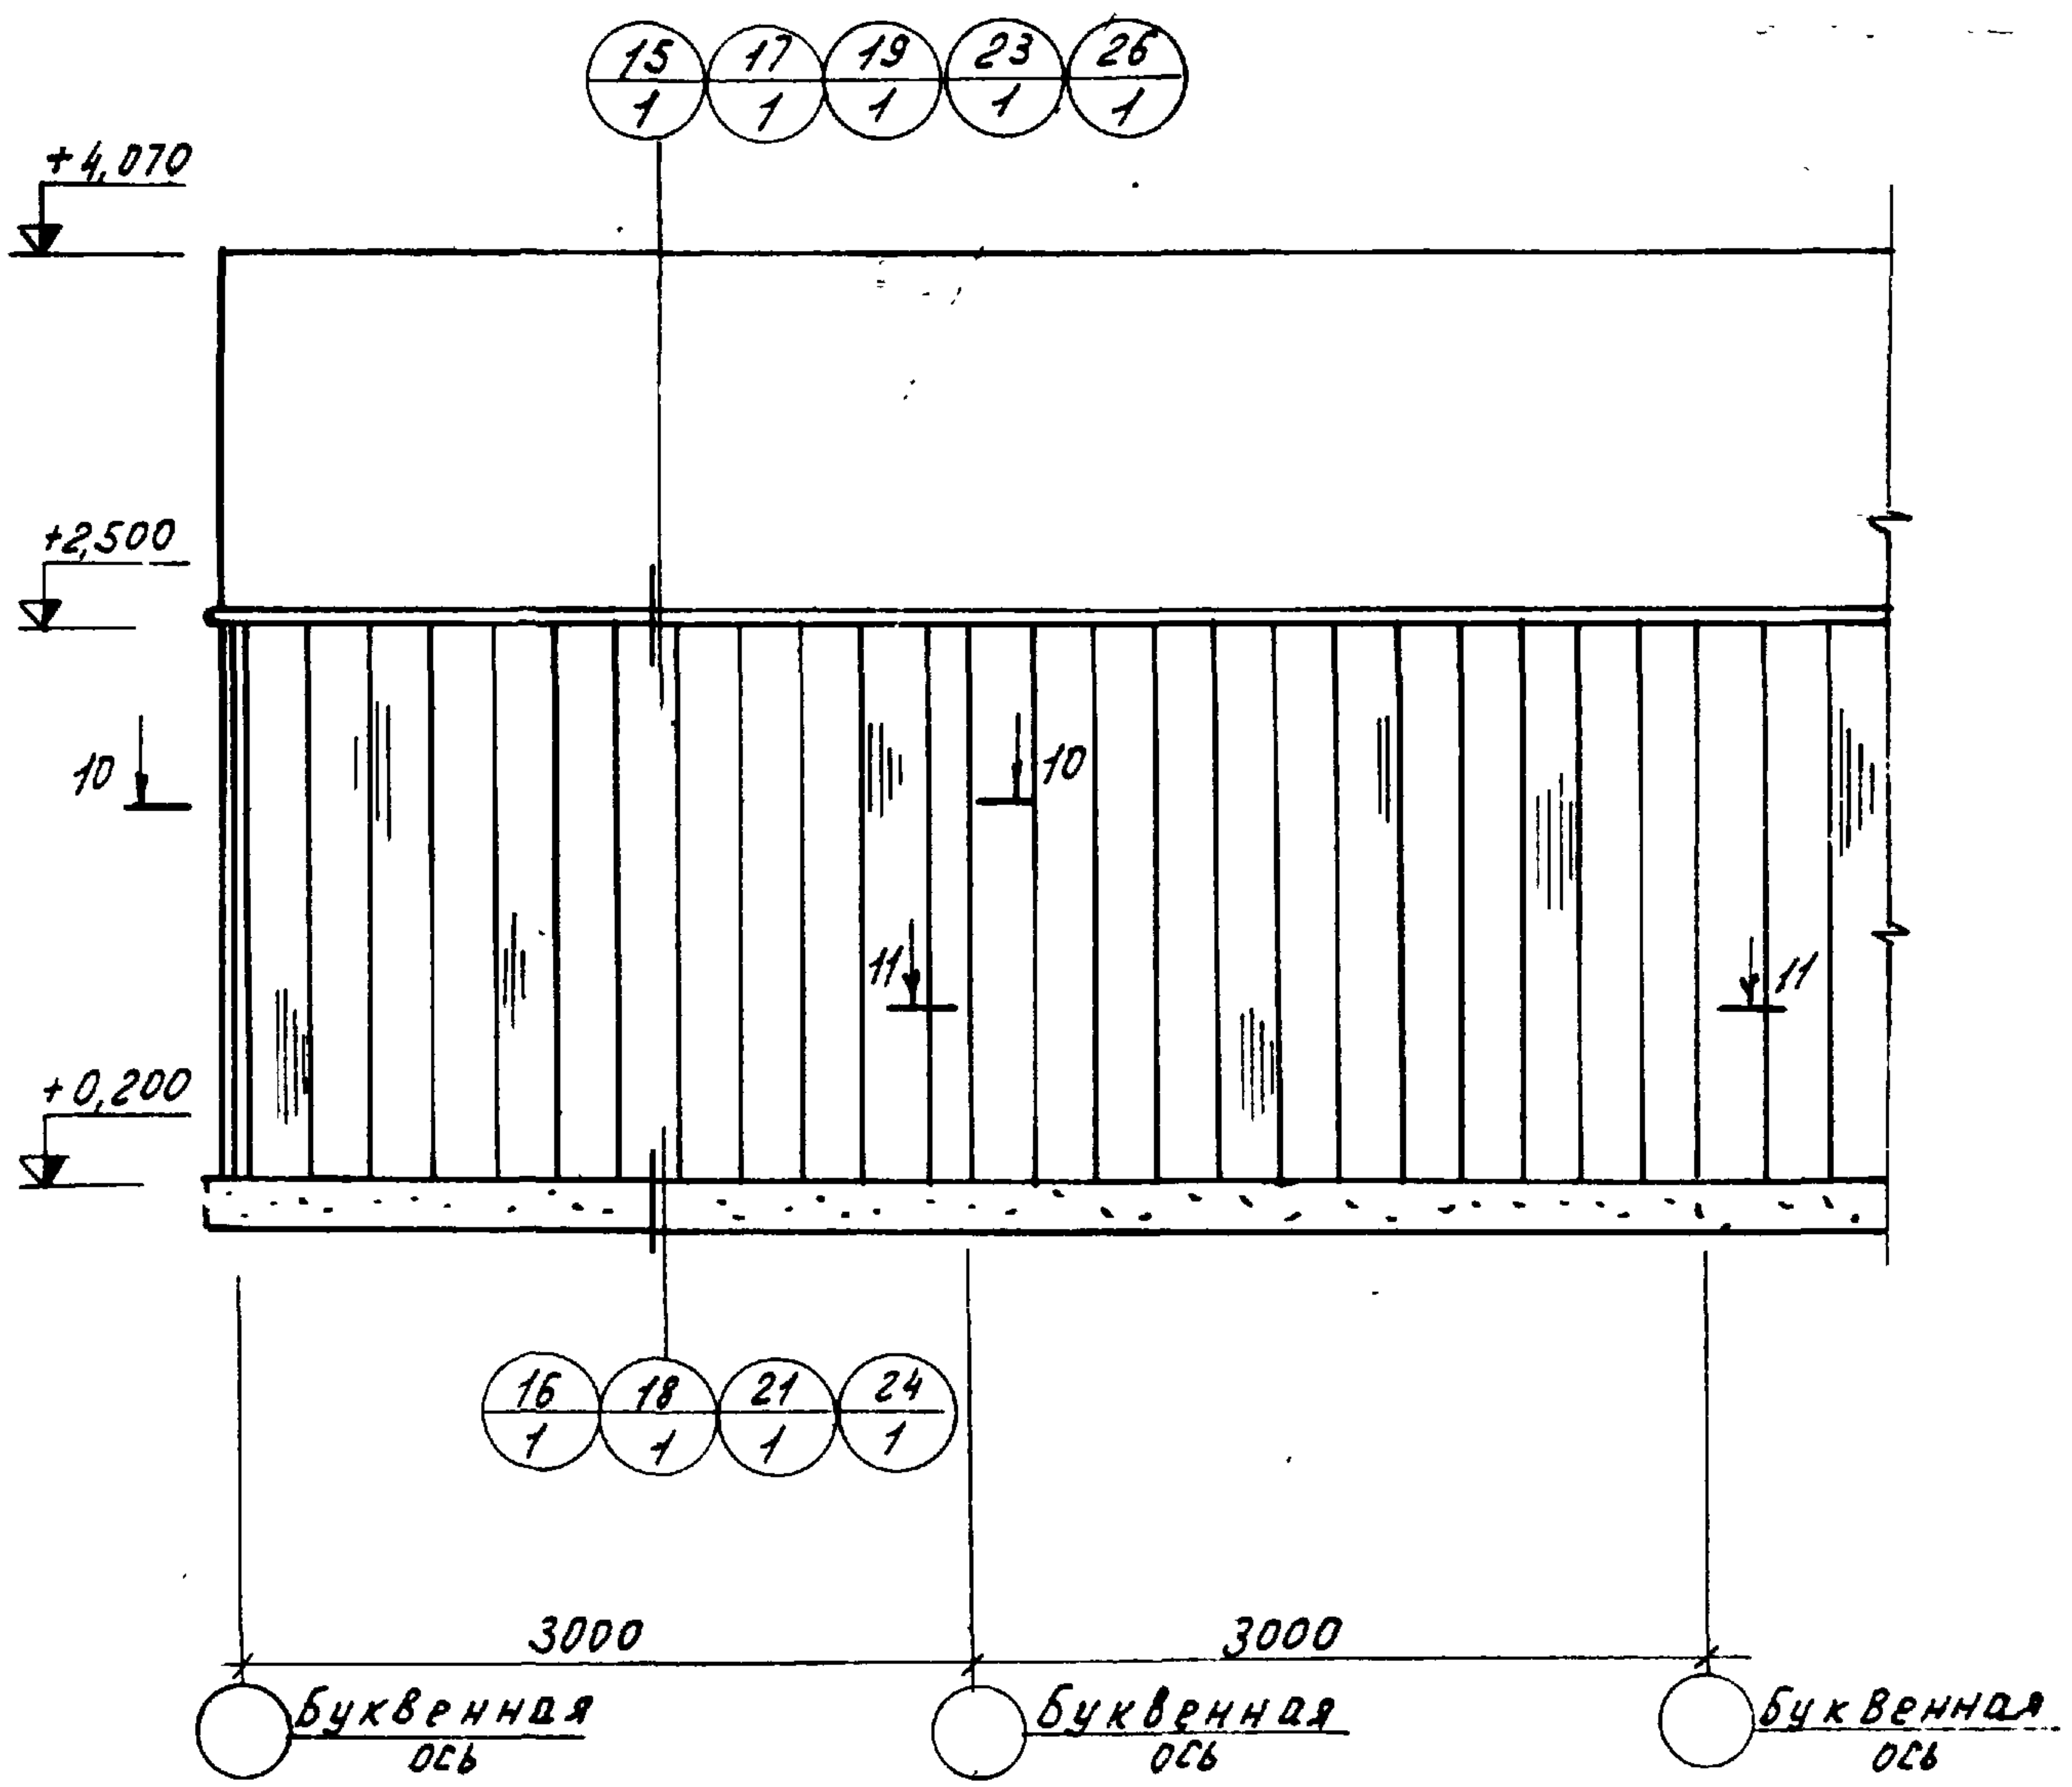 15 17 19 23 26
1 1 1 1 1
+4,070
+2,500
10 10
11 11
+0,200
16 18 21 24
1 1 1 1
3000 3000
Буквенная Буквенная Буквенная
ось ось ось